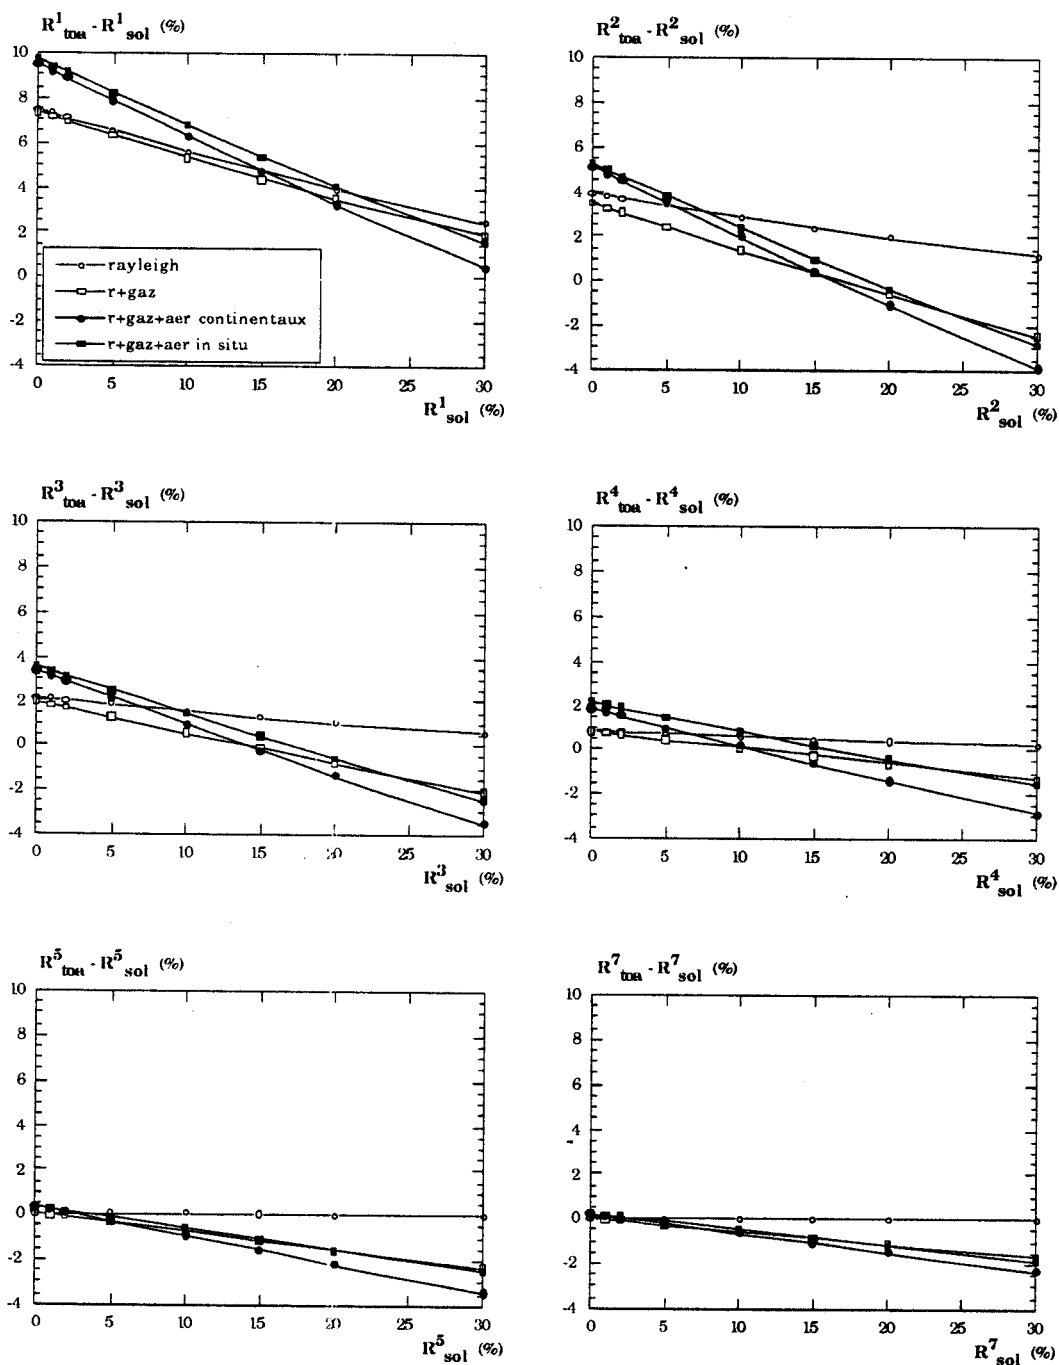 R¹toa - R¹sol (%)
10
8
6
4
2
0
-2
-4
rayleigh
r+gaz
r+gaz+aer continentaux
r+gaz+aer in situ
0 5 10 15 20 25 30
R¹sol (%)
R²toa - R²sol (%)
10
8
6
4
2
0
-2
-4
0 5 10 15 20 25 30
R²sol (%)
R³toa - R³sol (%)
10
8
6
4
2
0
-2
-4
0 5 10 15 20 25 30
R³sol (%)
R⁴toa - R⁴sol (%)
10
8
6
4
2
0
-2
-4
0 5 10 15 20 25 30
R⁴sol (%)
R⁵toa - R⁵sol (%)
10
8
6
4
2
0
-2
-4
0 5 10 15 20 25 30
R⁵sol (%)
R⁷toa - R⁷sol (%)
10
8
6
4
2
0
-2
-4
0 5 10 15 20 25 30
R⁷sol (%)